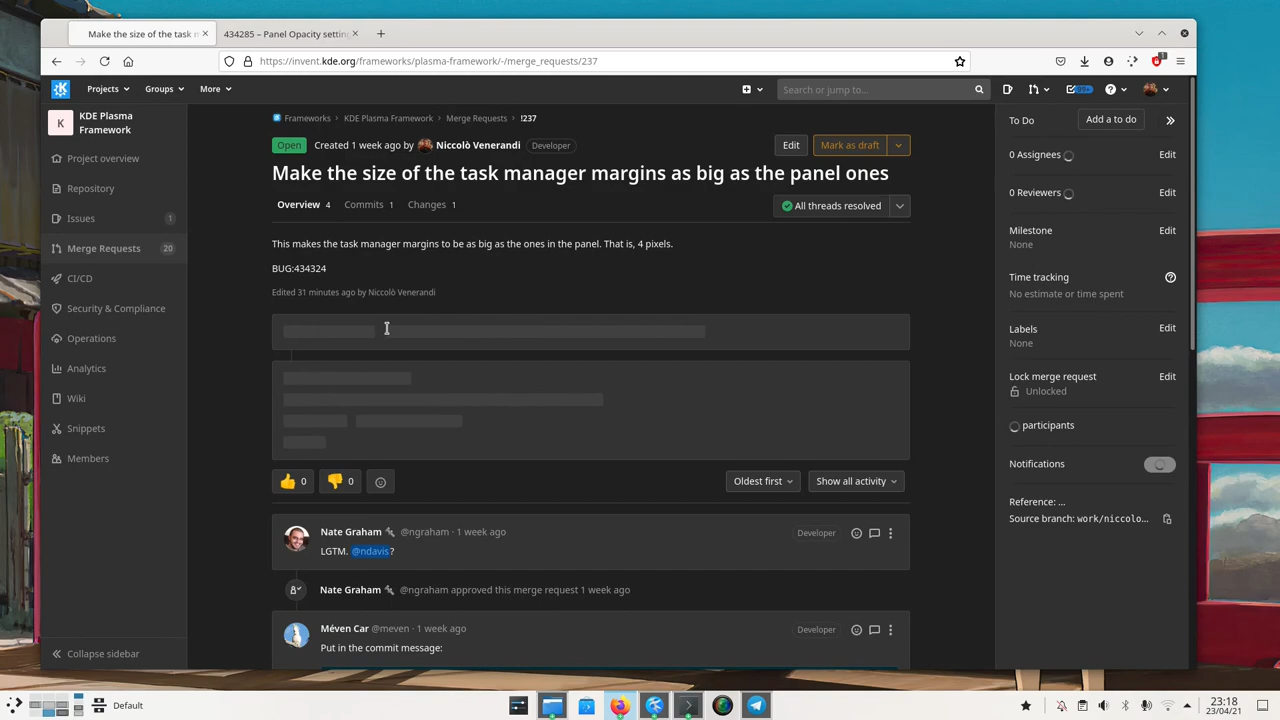 Make the size of the task m
434285 – Panel Opacity setting
https://invent.kde.org/frameworks/plasma-framework/-/merge_requests/237
1
Projects
Groups
More
Search or jump to...
99+
K
KDE Plasma Framework
Project overview
Repository
Issues 1
Merge Requests 20
CI/CD
Security & Compliance
Operations
Analytics
Wiki
Snippets
Members
Collapse sidebar
Frameworks
KDE Plasma Framework
Merge Requests
!237
Open
Created 1 week ago by Niccolò Venerandi
Developer
Edit
Mark as draft
Make the size of the task manager margins as big as the panel ones
Overview 4
Commits 1
Changes 1
All threads resolved
This makes the task manager margins to be as big as the ones in the panel. That is, 4 pixels.
BUG:434324
Edited 31 minutes ago by Niccolò Venerandi
0
0
Oldest first
Show all activity
Nate Graham @ngraham · 1 week ago
Developer
LGTM. @ndavis?
Nate Graham @ngraham approved this merge request 1 week ago
Méven Car @meven · 1 week ago
Developer
Put in the commit message:
To Do
Add a to do
0 Assignees
Edit
0 Reviewers
Edit
Milestone
Edit
None
Time tracking
No estimate or time spent
Labels
Edit
None
Lock merge request
Edit
Unlocked
participants
Notifications
Reference: ...
Source branch: work/niccolo...
Default
23:18
23/04/21